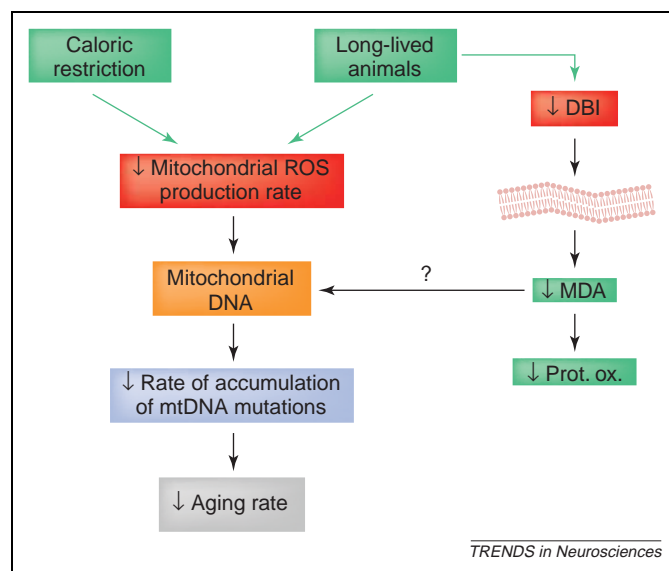 Caloric
restriction
Long-lived
animals
↓ DBI
↓ Mitochondrial ROS
production rate
Mitochondrial
DNA
?
↓ MDA
↓ Rate of accumulation
of mtDNA mutations
↓ Prot. ox.
↓ Aging rate
TRENDS in Neurosciences